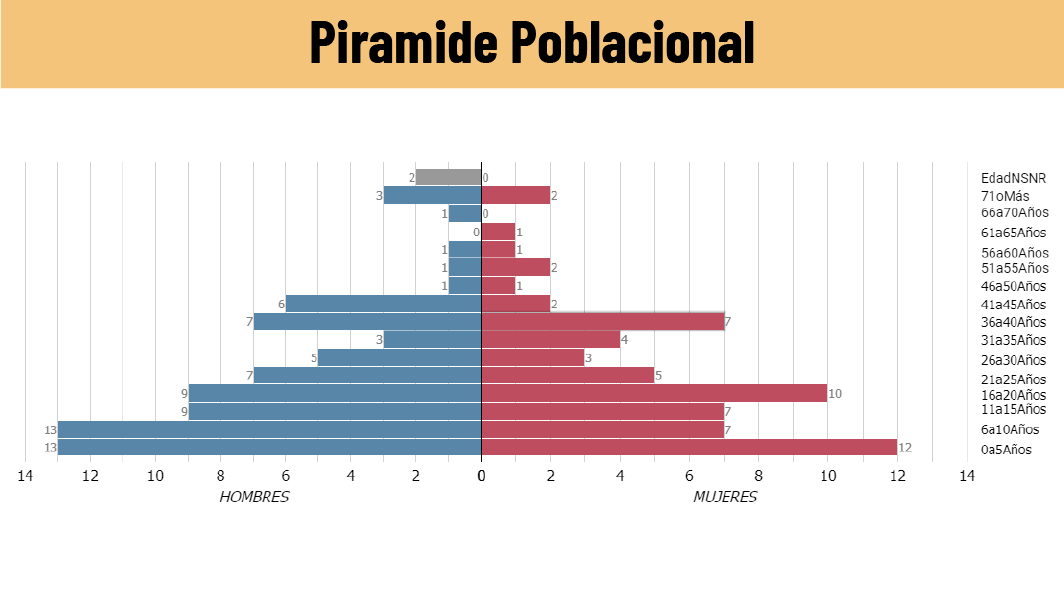 Piramide Poblacional
2 0 EdadNSNR
3 2 71oMás
1 0 66a70Años
0 1 61a65Años
1 1 56a60Años
1 2 51a55Años
1 1 46a50Años
6 2 41a45Años
7 7 36a40Años
3 4 31a35Años
5 3 26a30Años
7 5 21a25Años
9 10 16a20Años
9 7 11a15Años
13 7 6a10Años
13 12 0a5Años
14 12 10 8 6 4 2 0 2 4 6 8 10 12 14
HOMBRES MUJERES